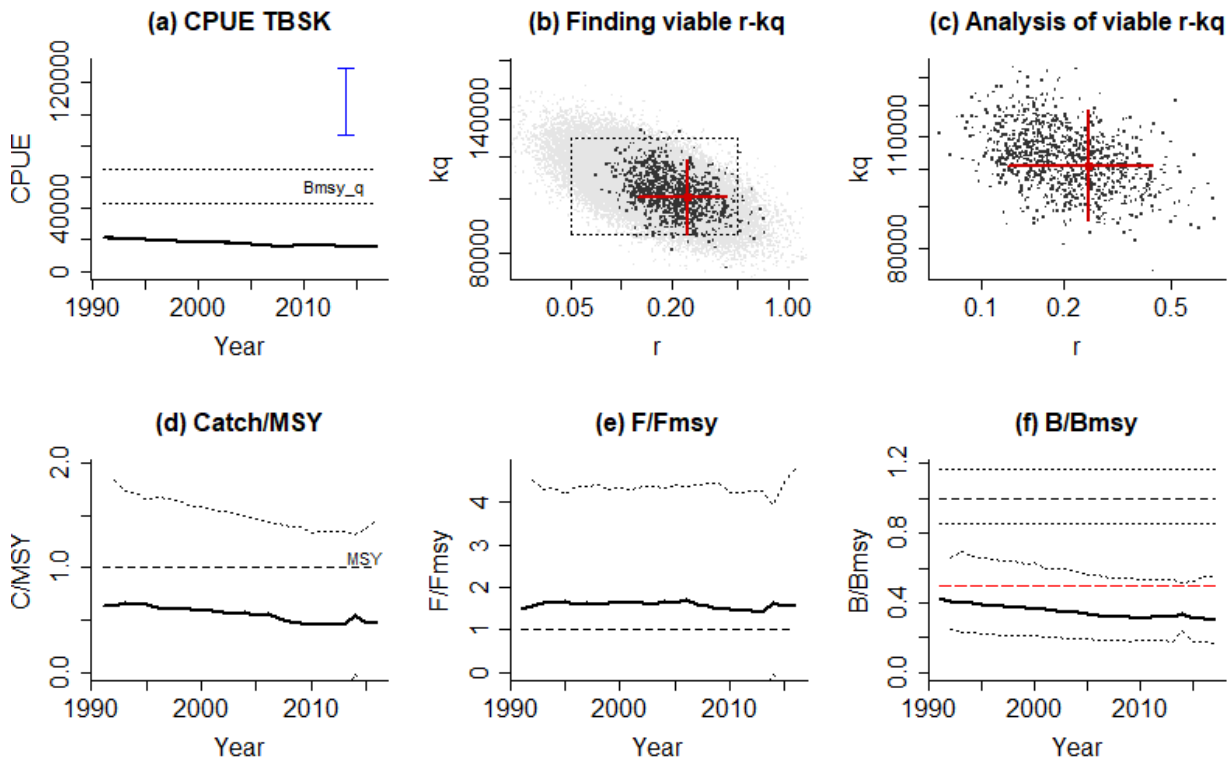 (a) CPUE TBSK
CPUE
0
40000
120000
Bmsy_q
1990
2000
2010
Year
(b) Finding viable r-kq
kq
80000
140000
0.05
0.20
1.00
r
(c) Analysis of viable r-kq
kq
80000
110000
0.1
0.2
0.5
r
(d) Catch/MSY
C/MSY
0.0
1.0
2.0
MSY
1990
2000
2010
Year
(e) F/Fmsy
F/Fmsy
0
1
2
3
4
1990
2000
2010
Year
(f) B/Bmsy
B/Bmsy
0.0
0.4
0.8
1.2
1990
2000
2010
Year